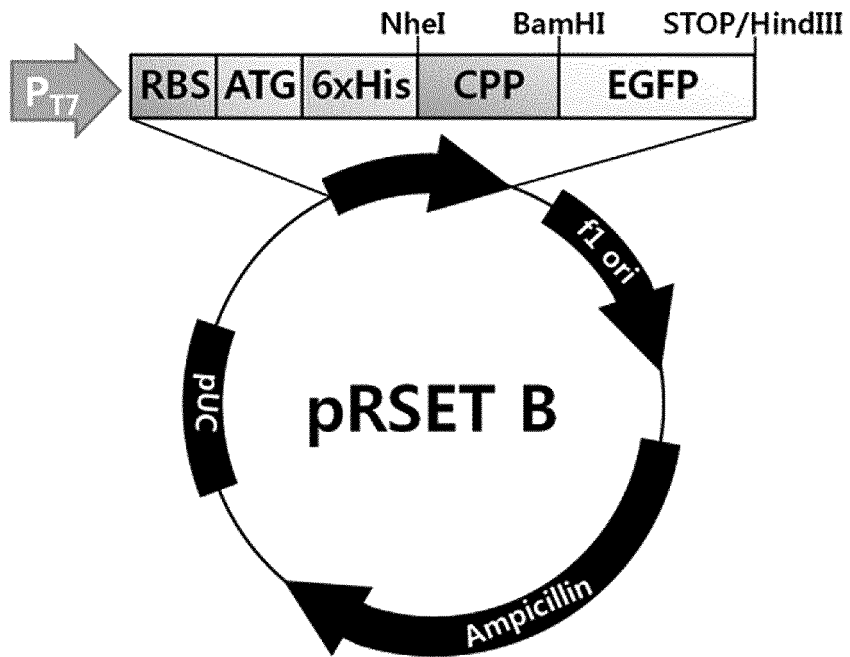 NheI BamHI STOP/HindIII
PT7 RBS ATG 6xHis CPP EGFP
f1 ori
pUC
pRSET B
Ampicillin